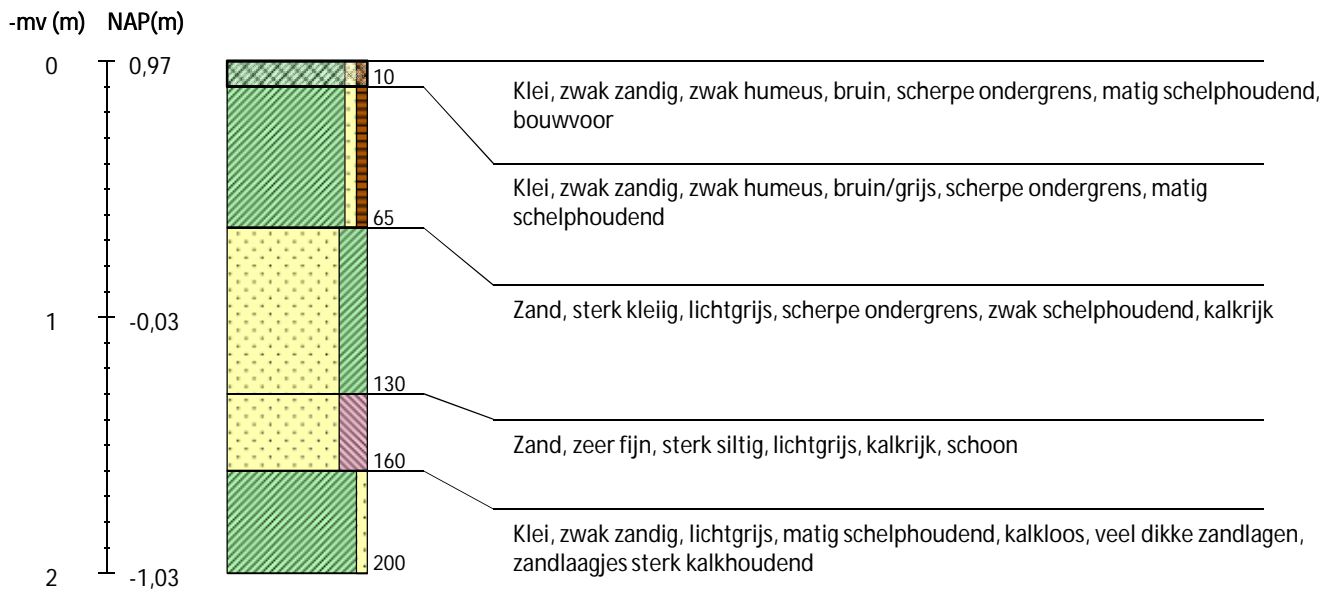 -mv (m) NAP(m)
0 0,97
10
Klei, zwak zandig, zwak humeus, bruin, scherpe ondergrens, matig schelphoudend,
bouwvoor
Klei, zwak zandig, zwak humeus, bruin/grijs, scherpe ondergrens, matig
schelphoudend
65
Zand, sterk kleiig, lichtgrijs, scherpe ondergrens, zwak schelphoudend, kalkrijk
1 -0,03
130
Zand, zeer fijn, sterk siltig, lichtgrijs, kalkrijk, schoon
160
Klei, zwak zandig, lichtgrijs, matig schelphoudend, kalkloos, veel dikke zandlagen,
zandlaagjes sterk kalkhoudend
200
2 -1,03